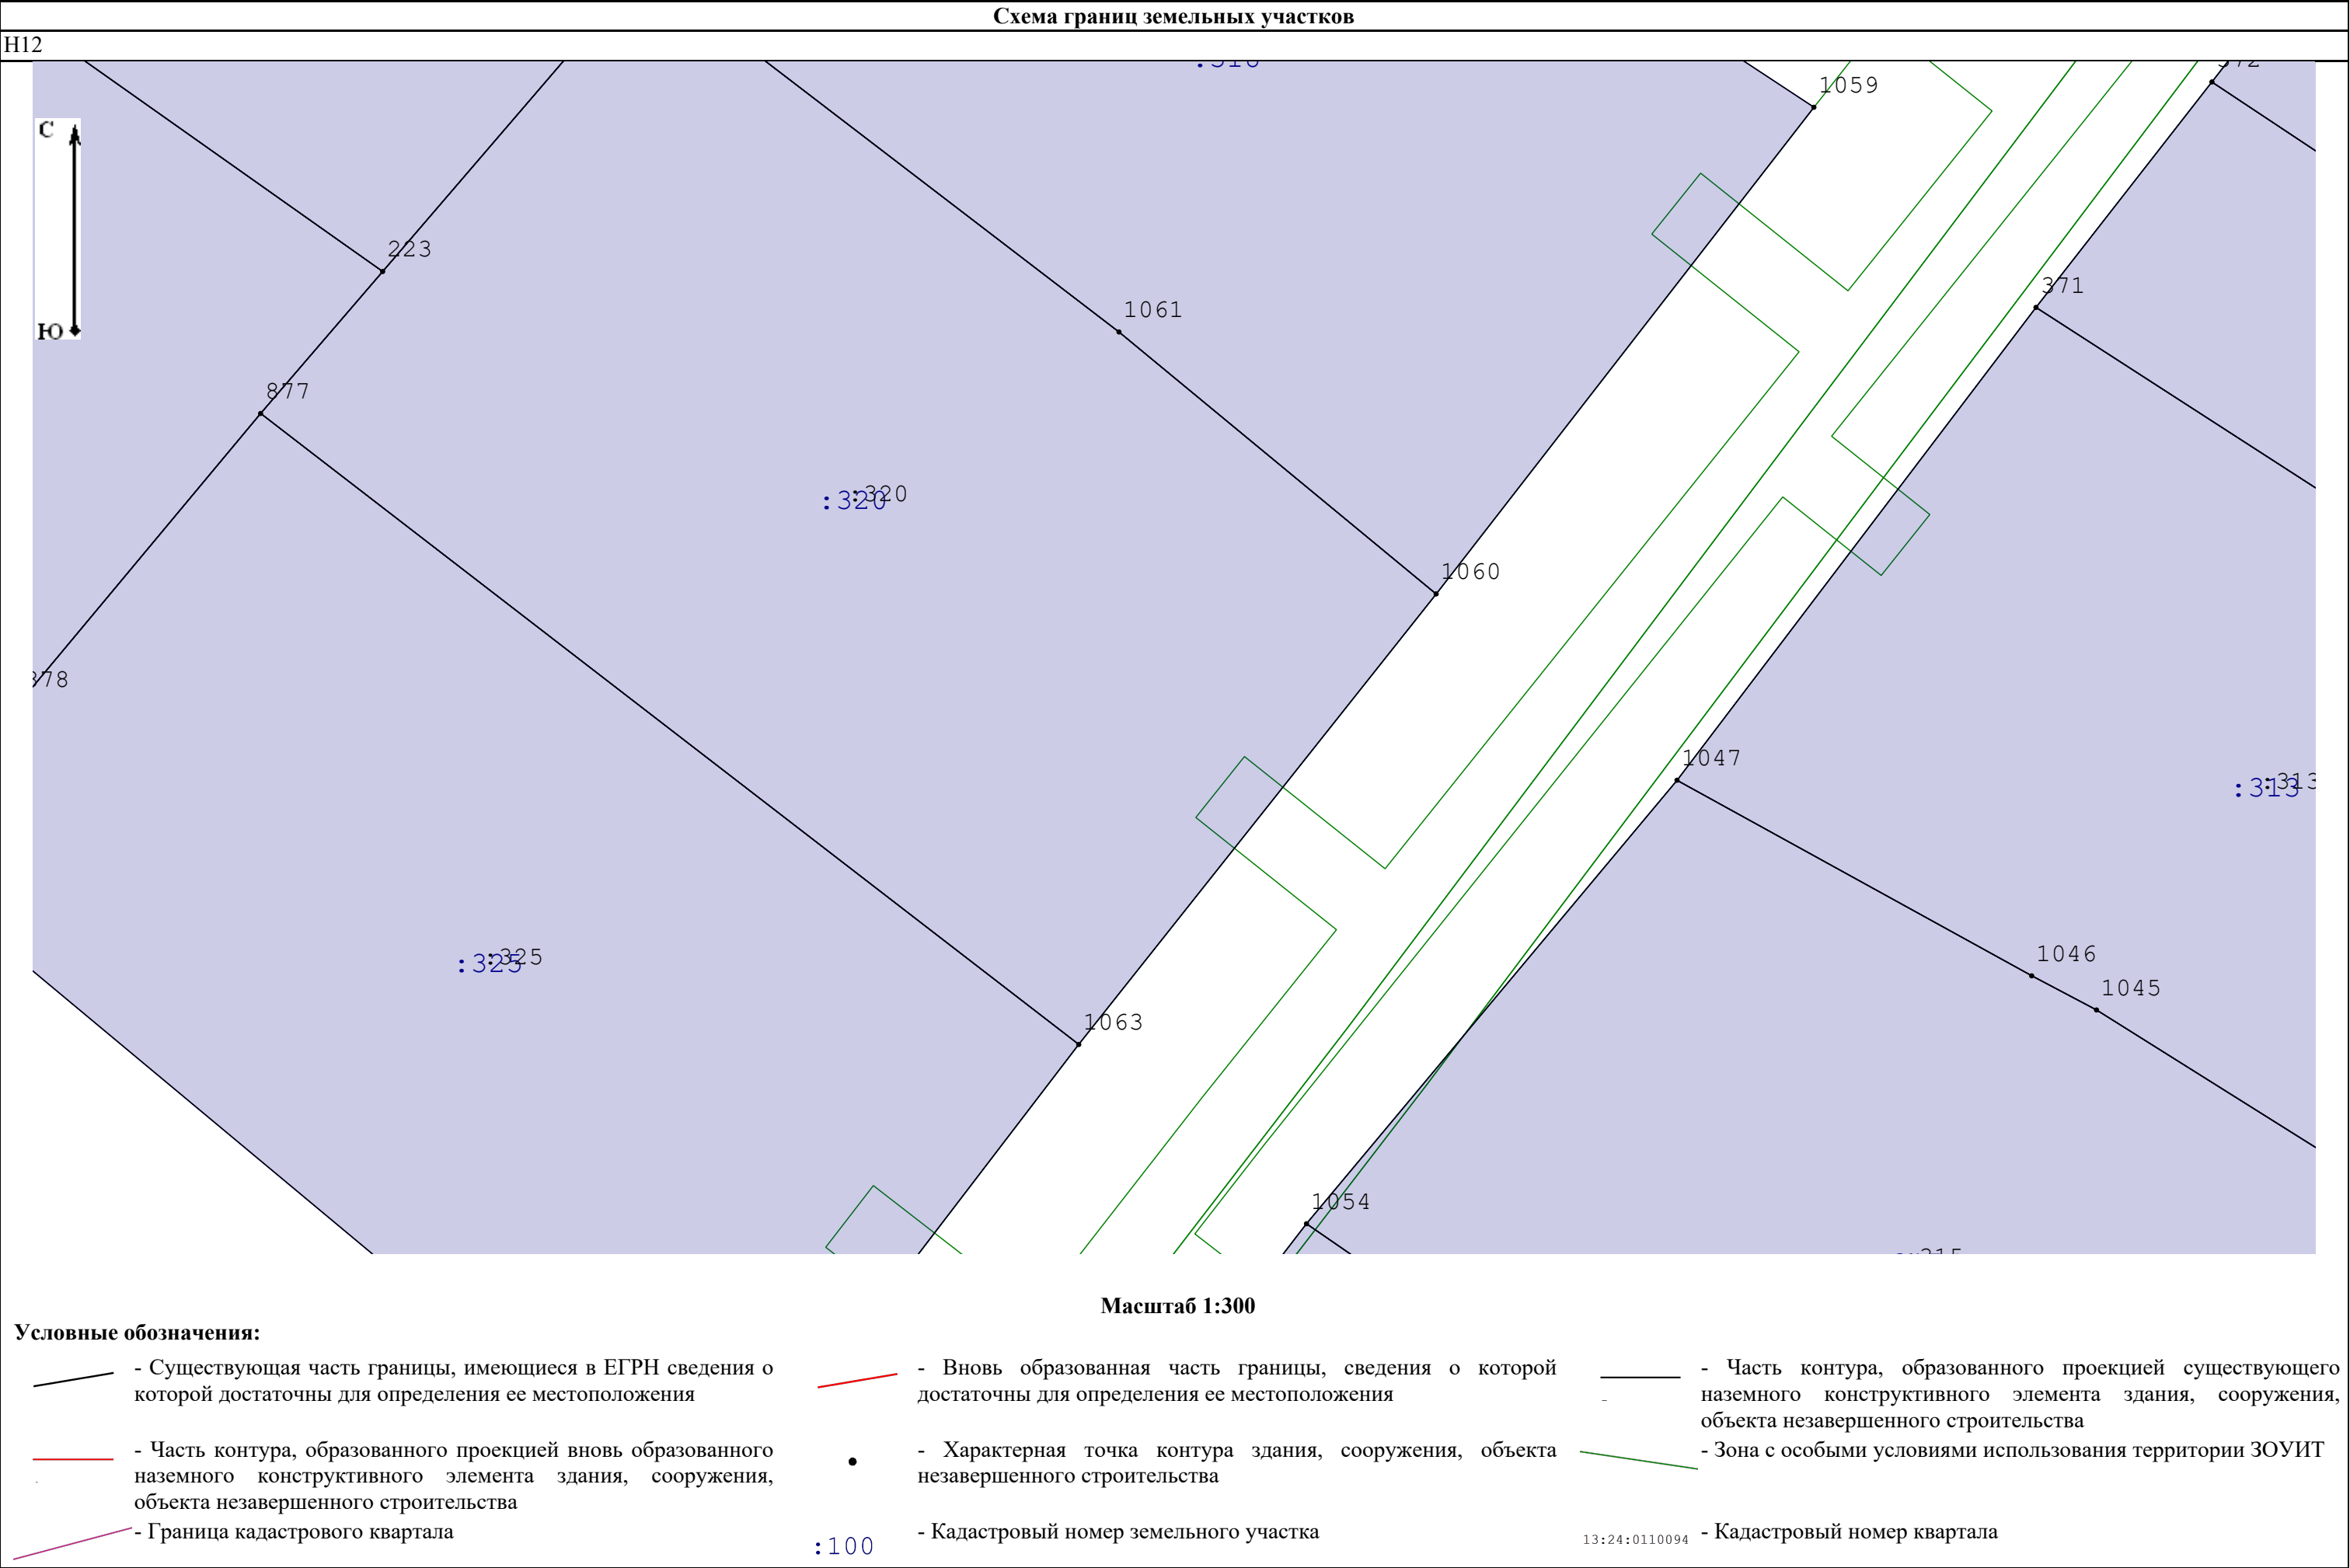 Схема границ земельных участков
Н12
1059
С
223
371
1061
Ю
877
:320
:320
1060
1047
:313
:313
1046
:325
:325
1045
1063
1054
Масштаб 1:300
Условные обозначения:
- Существующая часть границы, имеющиеся в ЕГРН сведения о
которой достаточны для определения ее местоположения
- Вновь образованная часть границы, сведения о которой
достаточны для определения ее местоположения
- Часть контура, образованного проекцией существующего
наземного конструктивного элемента здания, сооружения,
объекта незавершенного строительства
- Часть контура, образованного проекцией вновь образованного
наземного конструктивного элемента здания, сооружения,
объекта незавершенного строительства
- Характерная точка контура здания, сооружения, объекта
незавершенного строительства
- Зона с особыми условиями использования территории ЗОУИТ
- Граница кадастрового квартала
:100
- Кадастровый номер земельного участка
13:24:0110094
- Кадастровый номер квартала